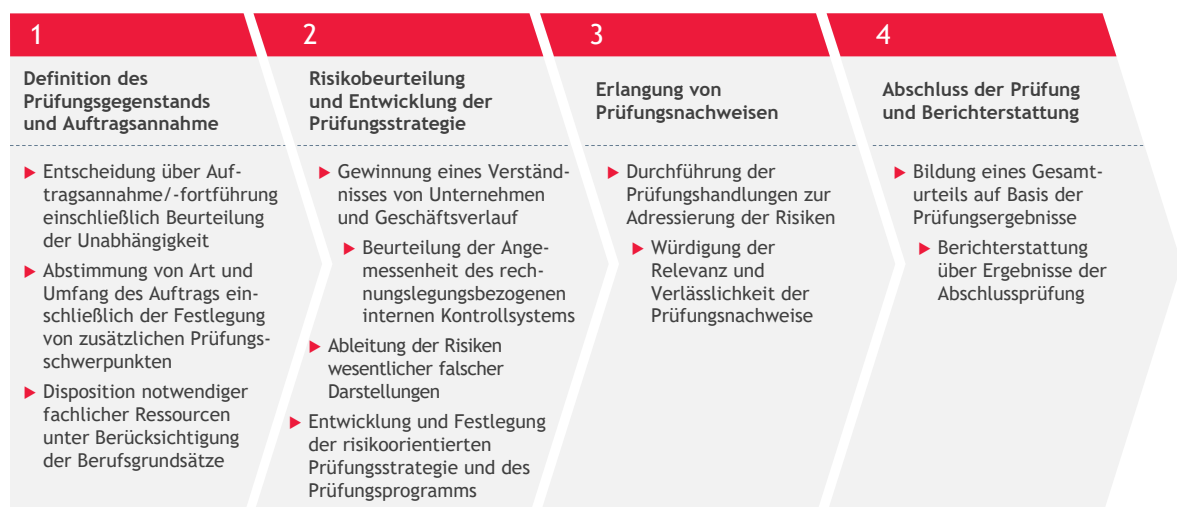 1
Definition des
Prüfungsgegenstands
und Auftragsannahme
Entscheidung über Auf-
tragsannahme/-fortführung
einschließlich Beurteilung
der Unabhängigkeit
Abstimmung von Art und
Umfang des Auftrags ein-
schließlich der Festlegung
von zusätzlichen Prüfungs-
schwerpunkten
Disposition notwendiger
fachlicher Ressourcen
unter Berücksichtigung
der Berufsgrundsätze
2
Risikobeurteilung
und Entwicklung der
Prüfungsstrategie
Gewinnung eines Verständ-
nisses von Unternehmen
und Geschäftsverlauf
Beurteilung der Ange-
messenheit des rech-
nungslegungsbezogenen
internen Kontrollsystems
Ableitung der Risiken
wesentlicher falscher
Darstellungen
Entwicklung und Festlegung
der risikoorientierten
Prüfungsstrategie und des
Prüfungsprogramms
3
Erlangung von
Prüfungsnachweisen
Durchführung der
Prüfungshandlungen zur
Adressierung der Risiken
Würdigung der
Relevanz und
Verlässlichkeit der
Prüfungsnachweise
4
Abschluss der Prüfung
und Berichterstattung
Bildung eines Gesamt-
urteils auf Basis der
Prüfungsergebnisse
Berichterstattung
über Ergebnisse der
Abschlussprüfung